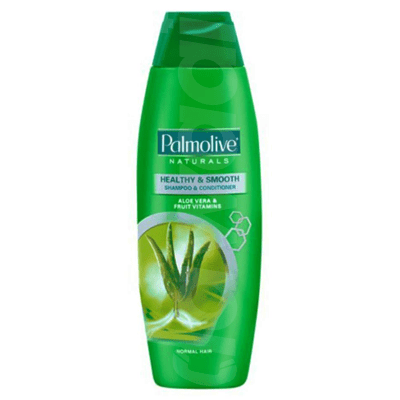 Palmolive
NATURALS
HEALTHY & SMOOTH
SHAMPOO & CONDITIONER
ALOE VERA &
FRUIT VITAMINS
NORMAL HAIR